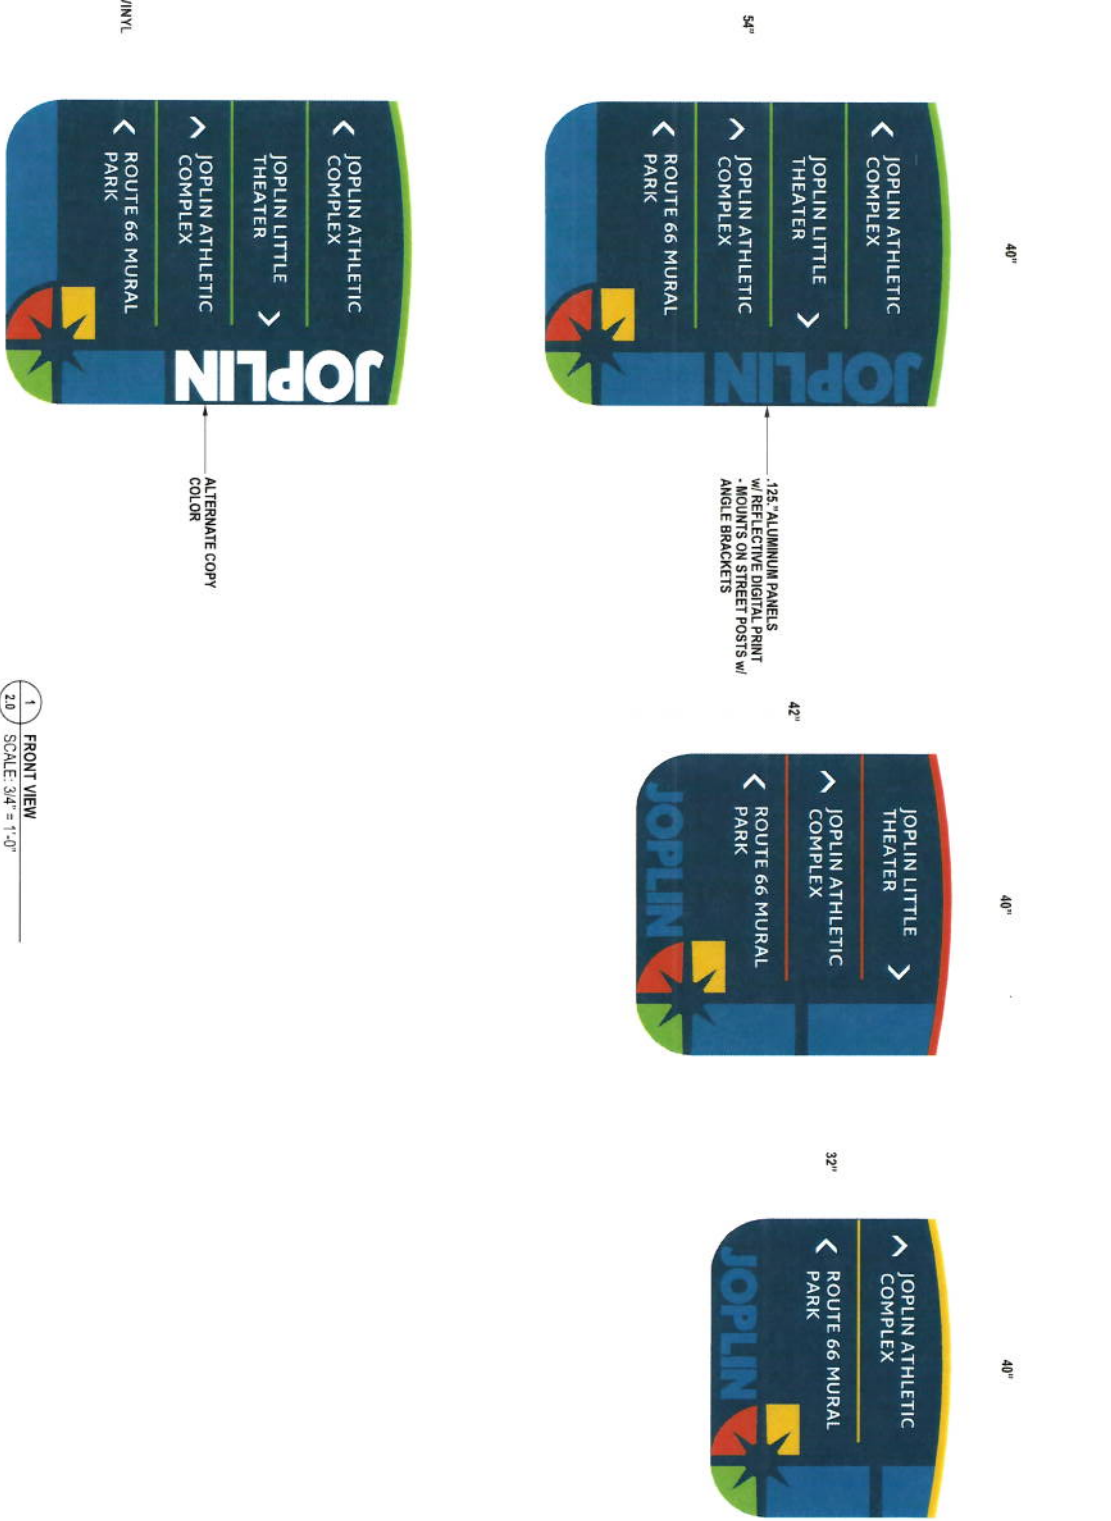 40"
54"
JOPLIN ATHLETIC
COMPLEX
JOPLIN LITTLE
THEATER
JOPLIN ATHLETIC
COMPLEX
ROUTE 66 MURAL
PARK
JOPLIN
.125."ALUMINUM PANELS
w/ REFLECTIVE DIGITAL PRINT
- MOUNTS ON STREET POSTS w/
ANGLE BRACKETS
40"
42"
JOPLIN LITTLE
THEATER
JOPLIN ATHLETIC
COMPLEX
ROUTE 66 MURAL
PARK
JOPLIN
40"
32"
JOPLIN ATHLETIC
COMPLEX
ROUTE 66 MURAL
PARK
JOPLIN
JOPLIN ATHLETIC
COMPLEX
JOPLIN LITTLE
THEATER
JOPLIN ATHLETIC
COMPLEX
ROUTE 66 MURAL
PARK
JOPLIN
ALTERNATE COPY
COLOR
VINYL
1
2.0
FRONT VIEW
SCALE: 3/4" = 1'-0"